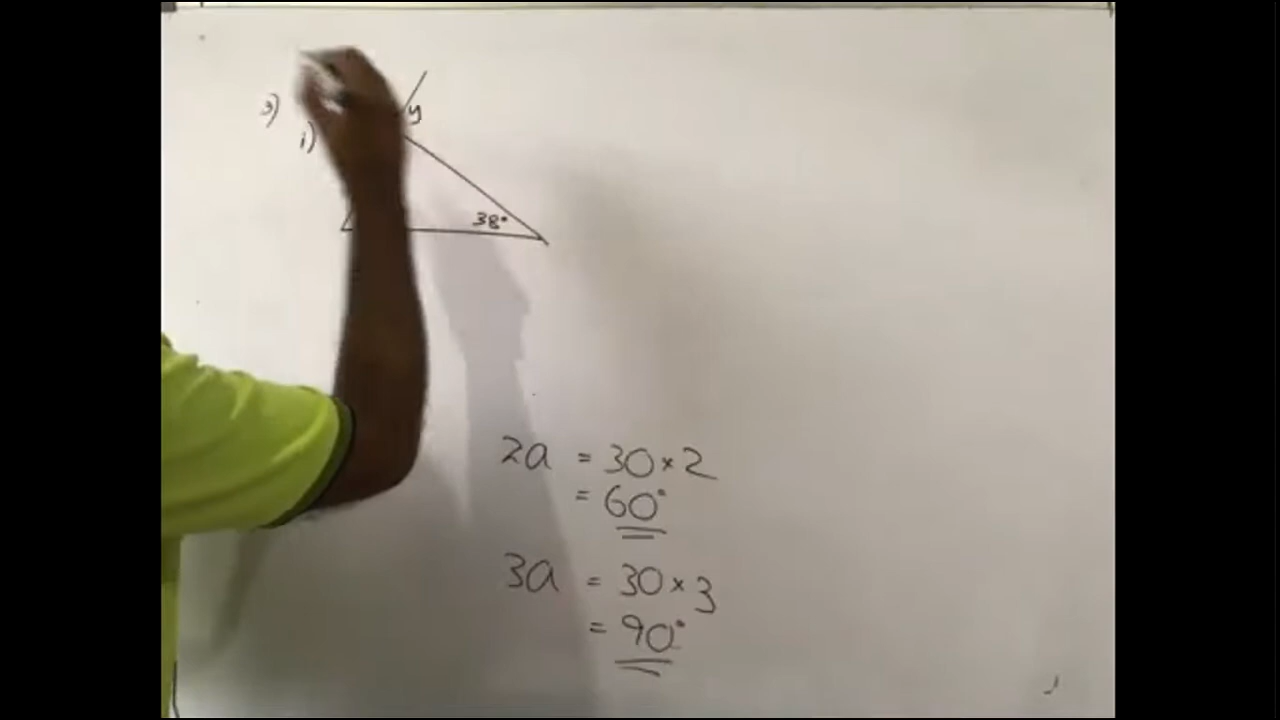 3)
i)
y
38°
2a = 30 × 2
= 60°
3a = 30 × 3
= 90°